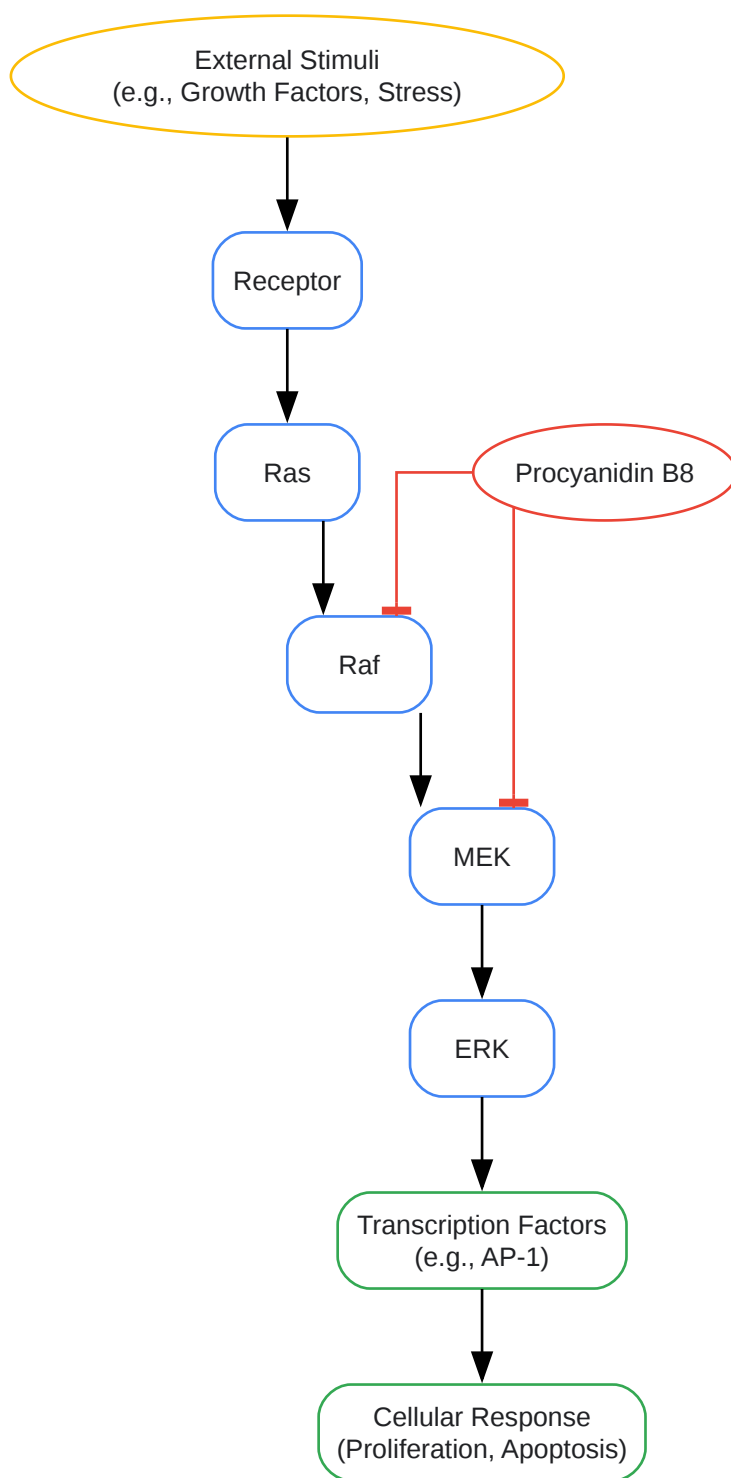 External Stimuli
(e.g., Growth Factors, Stress)
Receptor
Ras
Procyanidin B8
Raf
MEK
ERK
Transcription Factors
(e.g., AP-1)
Cellular Response
(Proliferation, Apoptosis)